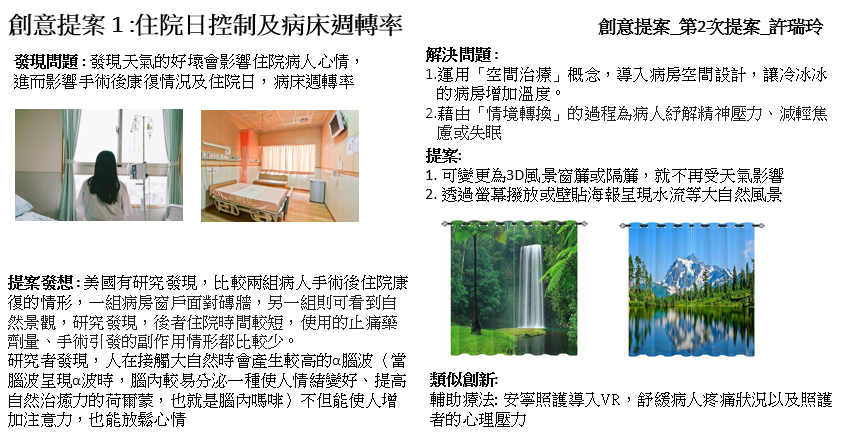 創意提案 1 :住院日控制及病床週轉率
創意提案_第2次提案_許瑞玲
發現問題 : 發現天氣的好壞會影響住院病人心情，
進而影響手術後康復情況及住院日，病床週轉率
提案發想 : 美國有研究發現，比較兩組病人手術後住院康
復的情形，一組病房窗戶面對磚牆，另一組則可看到自
然景觀，研究發現，後者住院時間較短，使用的止痛藥
劑量、手術引發的副作用情形都比較少。
研究者發現，人在接觸大自然時會產生較高的α腦波（當
腦波呈現α波時，腦內較易分泌一種使人情緒變好、提高
自然治癒力的荷爾蒙，也就是腦內嗎啡）不但能使人增
加注意力，也能放鬆心情
解決問題 :
1.運用「空間治療」概念，導入病房空間設計，讓冷冰冰
的病房增加溫度。
2.藉由「情境轉換」的過程為病人紓解精神壓力、減輕焦
慮或失眠
提案:
1. 可變更為3D風景窗簾或隔簾，就不再受天氣影響
2. 透過螢幕撥放或壁貼海報呈現水流等大自然風景
類似創新:
輔助療法: 安寧照護導入VR，舒緩病人疼痛狀況以及照護
者的心理壓力